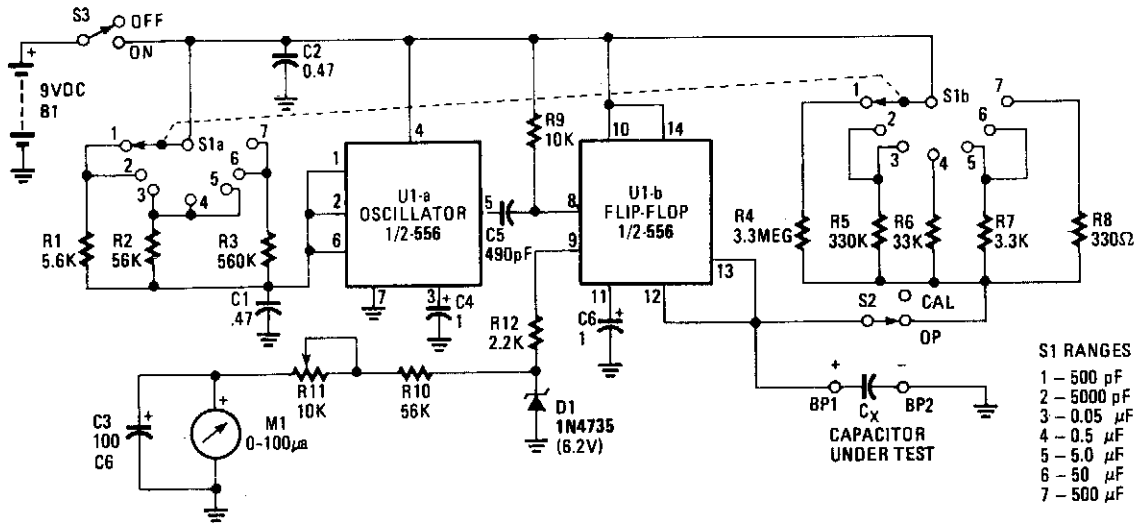 S3
OFF
ON
+
9VDC
B1
C2
0.47
1
2
3
4
5
6
7
S1a
R1
5.6K
R2
56K
R3
560K
C1
.47
4
1
2
6
U1-a
OSCILLATOR
1/2-556
5
7
3
+
C4
1
C5
490pF
R9
10K
10
14
8
9
U1-b
FLIP-FLOP
1/2-556
13
11
12
C6
1
+
R12
2.2K
D1
1N4735
(6.2V)
R10
56K
R11
10K
+
M1
0-100µa
+
C3
100
C6
1
2
3
4
5
6
7
S1b
R4
3.3MEG
R5
330K
R6
33K
R7
3.3K
R8
330Ω
S2
CAL
OP
+
−
BP1
CX
BP2
CAPACITOR
UNDER TEST
S1 RANGES
1 – 500 pF
2 – 5000 pF
3 – 0.05 µF
4 – 0.5 µF
5 – 5.0 µF
6 – 50 µF
7 – 500 µF